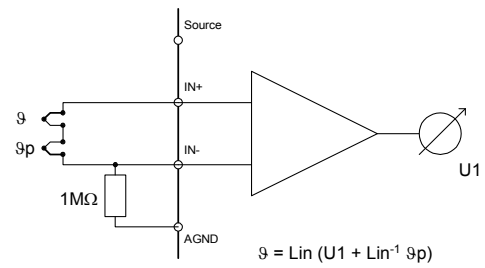 Source
IN+
ϑ
ϑp
IN-
U1
1MΩ
AGND
ϑ = Lin (U1 + Lin⁻¹ ϑp)